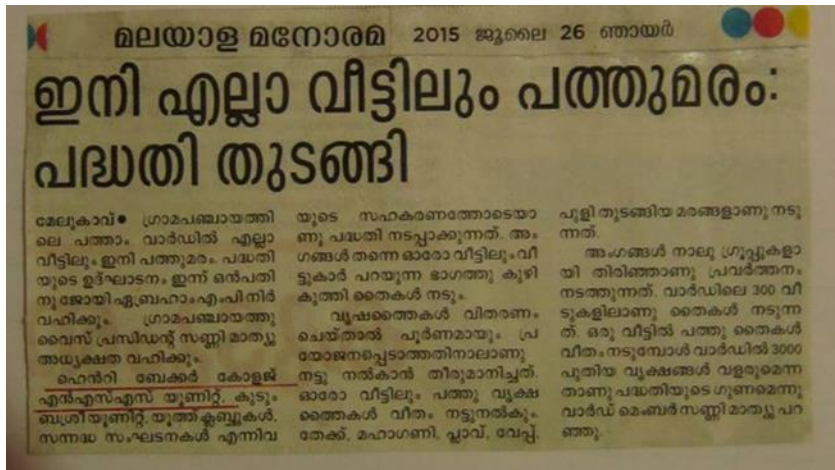 മലയാള മനോരമ 2015 ജൂലൈ 26 ഞായർ
ഇനി എല്ലാ വീട്ടിലും പത്തുമരം:
പദ്ധതി തുടങ്ങി
മേലുകാവ് ● ഗ്രാമപഞ്ചായത്തി
ലെ പത്താം വാർഡിൽ എല്ലാ
വീട്ടിലും ഇനി പത്തുമരം. പദ്ധതി
യുടെ ഉദ്ഘാടനം ഇന്ന് ഒൻപതി
നു ജോയി ഏബ്രഹാം എംപി നിർ
വഹിക്കും. ഗ്രാമപഞ്ചായത്തു
വൈസ് പ്രസിഡന്റ് സണ്ണി മാത്യു
അധ്യക്ഷത വഹിക്കും.
ഹെൻറി ബേക്കർ കോളജ്
എൻഎസ്എസ് യൂണിറ്റ്, കുടും
ബശ്രീ യൂണിറ്റ്, യൂത്ത് ക്ലബ്ബുകൾ,
സന്നദ്ധ സംഘടനകൾ എന്നിവ
യുടെ സഹകരണത്തോടെയാ
ണു പദ്ധതി നടപ്പാക്കുന്നത്. അം
ഗങ്ങൾ തന്നെ ഓരോ വീട്ടിലും വീ
ട്ടുകാർ പറയുന്ന ഭാഗത്തു കുഴി
കുത്തി തൈകൾ നടും.
വൃഷത്തൈകൾ വിതരണം
ചെയ്താൽ പൂർണമായും പ്ര
യോജനപ്പെടാത്തതിനാലാണു
നട്ടു നൽകാൻ തീരുമാനിച്ചത്.
ഓരോ വീട്ടിലും പത്തു വൃക്ഷ
ത്തൈകൾ വീതം നട്ടുനൽകും.
തേക്ക്, മഹാഗണി, പ്ലാവ്, വേപ്പ്,
പുളി തുടങ്ങിയ മരങ്ങളാണു നടു
ന്നത്.
അംഗങ്ങൾ നാലു ഗ്രൂപ്പുകളാ
യി തിരിഞ്ഞാണു പ്രവർത്തനം
നടത്തുന്നത്. വാർഡിലെ 300 വീ
ടുകളിലാണു തൈകൾ നടുന്ന
ത്. ഒരു വീട്ടിൽ പത്തു തൈകൾ
വീതം നടുമ്പോൾ വാർഡിൽ 3000
പുതിയ വൃക്ഷങ്ങൾ വളരുമെന്ന
താണു പദ്ധതിയുടെ ഗുണമെന്നു
വാർഡ് മെംബർ സണ്ണി മാത്യു പറ
ഞ്ഞു.